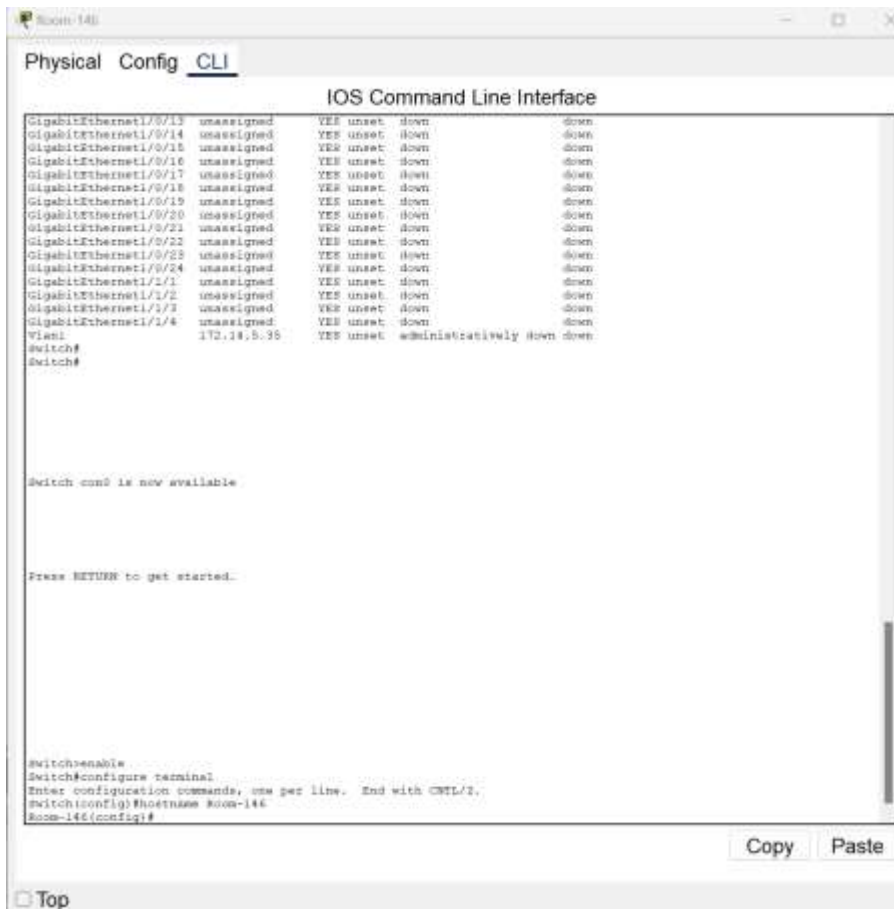 Room-146
Physical Config CLI
IOS Command Line Interface
GigabitEthernet1/0/13 unassigned YES unset down down
GigabitEthernet1/0/14 unassigned YES unset down down
GigabitEthernet1/0/15 unassigned YES unset down down
GigabitEthernet1/0/16 unassigned YES unset down down
GigabitEthernet1/0/17 unassigned YES unset down down
GigabitEthernet1/0/18 unassigned YES unset down down
GigabitEthernet1/0/19 unassigned YES unset down down
GigabitEthernet1/0/20 unassigned YES unset down down
GigabitEthernet1/0/21 unassigned YES unset down down
GigabitEthernet1/0/22 unassigned YES unset down down
GigabitEthernet1/0/23 unassigned YES unset down down
GigabitEthernet1/0/24 unassigned YES unset down down
GigabitEthernet1/1/1 unassigned YES unset down down
GigabitEthernet1/1/2 unassigned YES unset down down
GigabitEthernet1/1/3 unassigned YES unset down down
GigabitEthernet1/1/4 unassigned YES unset down down
Vlan1 YES unset administratively down down
Switch#
Switch#
Switch con0 is now available
Press RETURN to get started.
Switch>enable
Switch#configure terminal
Enter configuration commands, one per line. End with CNTL/Z.
Switch(config)#hostname Room-146
Room-146(config)#
Copy Paste
Top